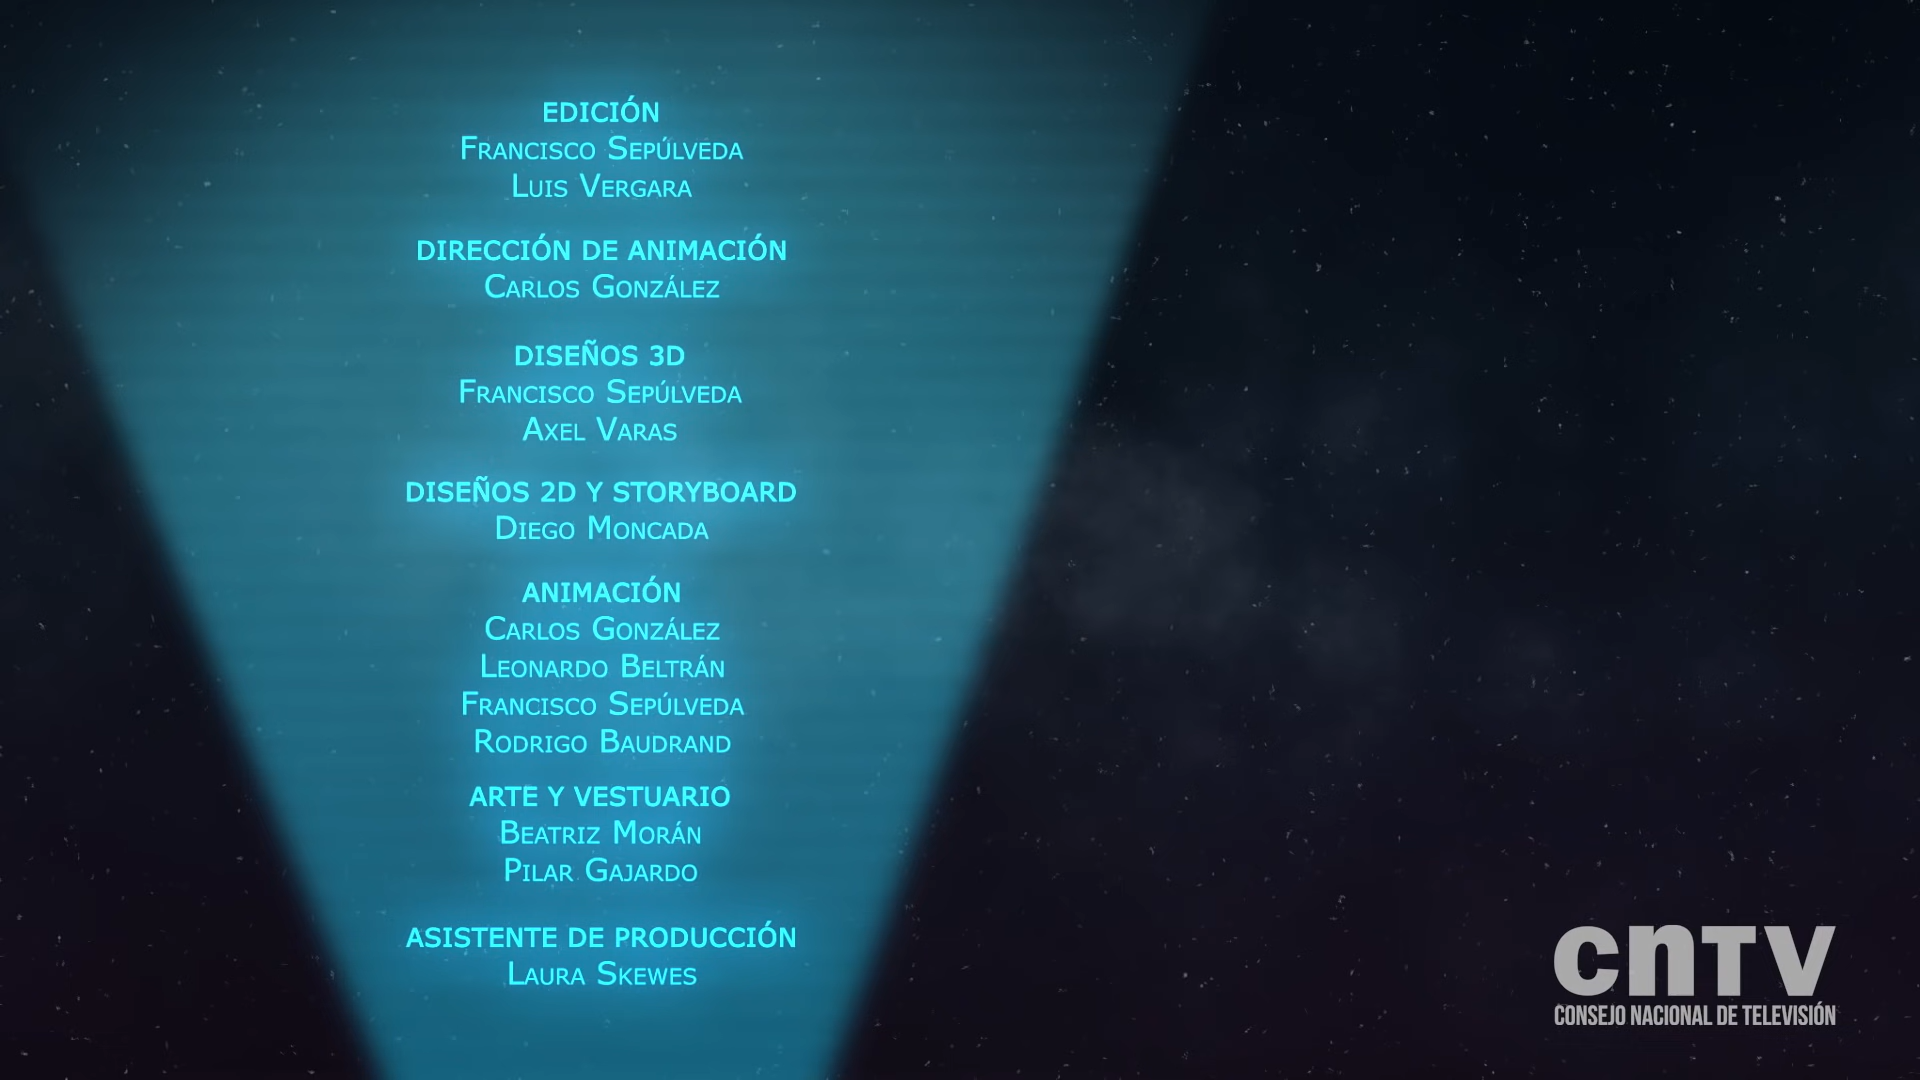 EDICIÓN
Francisco Sepúlveda
Luis Vergara
DIRECCIÓN DE ANIMACIÓN
Carlos González
DISEÑOS 3D
Francisco Sepúlveda
Axel Varas
DISEÑOS 2D Y STORYBOARD
Diego Moncada
ANIMACIÓN
Carlos González
Leonardo Beltrán
Francisco Sepúlveda
Rodrigo Baudrand
ARTE Y VESTUARIO
Beatriz Morán
Pilar Gajardo
ASISTENTE DE PRODUCCIÓN
Laura Skewes
cnTV
CONSEJO NACIONAL DE TELEVISIÓN